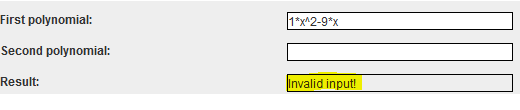 First polynomial: 1*x^2-9*x
Second polynomial:
Result: Invalid input!